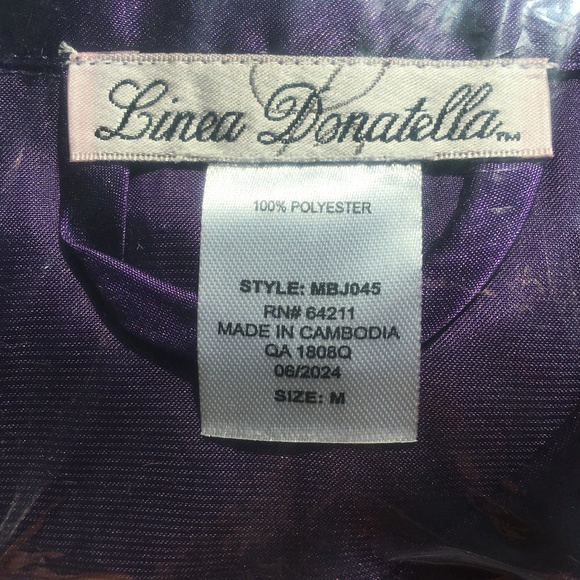 Linea Donatella™
100% POLYESTER
STYLE: MBJ045
RN# 64211
MADE IN CAMBODIA
QA 1808Q
06/2024
SIZE: M